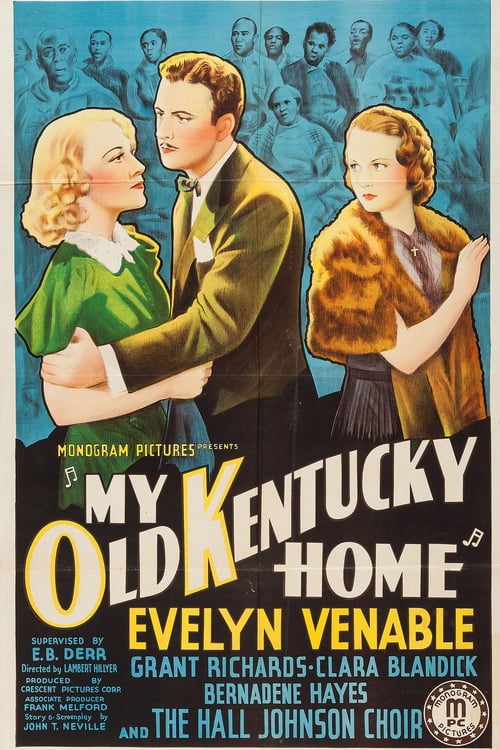 MONOGRAM PICTURES PRESENTS
MY
OLD KENTUCKY
HOME
EVELYN VENABLE
GRANT RICHARDS · CLARA BLANDICK
BERNADENE HAYES
AND THE HALL JOHNSON CHOIR
SUPERVISED BY
E.B. DERR
Directed by LAMBERT HILLYER
PRODUCED BY
CRESCENT PICTURES CORP.
ASSOCIATE PRODUCER
FRANK MELFORD
Story & Screenplay by
JOHN T. NEVILLE
MONOGRAM
M
PC
PICTURES